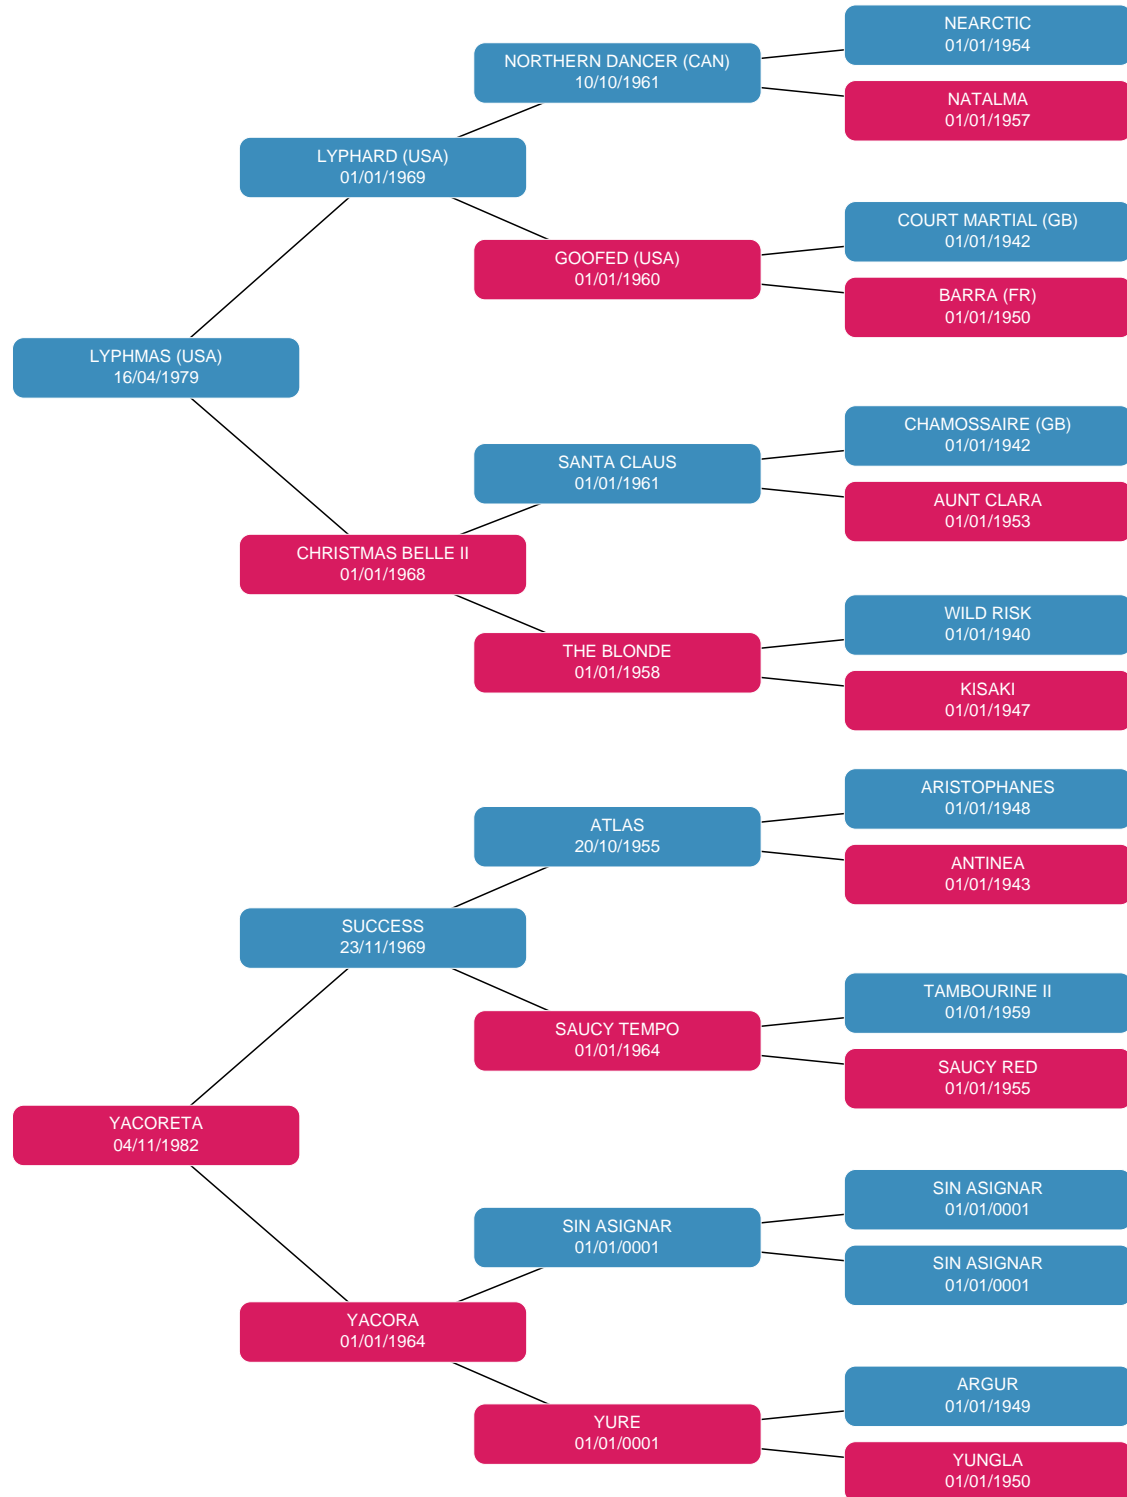 NEARCTIC
01/01/1954
NORTHERN DANCER (CAN)
10/10/1961
NATALMA
01/01/1957
LYPHARD (USA)
01/01/1969
COURT MARTIAL (GB)
01/01/1942
GOOFED (USA)
01/01/1960
BARRA (FR)
01/01/1950
LYPHMAS (USA)
16/04/1979
CHAMOSSAIRE (GB)
01/01/1942
SANTA CLAUS
01/01/1961
AUNT CLARA
01/01/1953
CHRISTMAS BELLE II
01/01/1968
WILD RISK
01/01/1940
THE BLONDE
01/01/1958
KISAKI
01/01/1947
ARISTOPHANES
01/01/1948
ATLAS
20/10/1955
ANTINEA
01/01/1943
SUCCESS
23/11/1969
TAMBOURINE II
01/01/1959
SAUCY TEMPO
01/01/1964
SAUCY RED
01/01/1955
YACORETA
04/11/1982
SIN ASIGNAR
01/01/0001
SIN ASIGNAR
01/01/0001
SIN ASIGNAR
01/01/0001
YACORA
01/01/1964
ARGUR
01/01/1949
YURE
01/01/0001
YUNGLA
01/01/1950